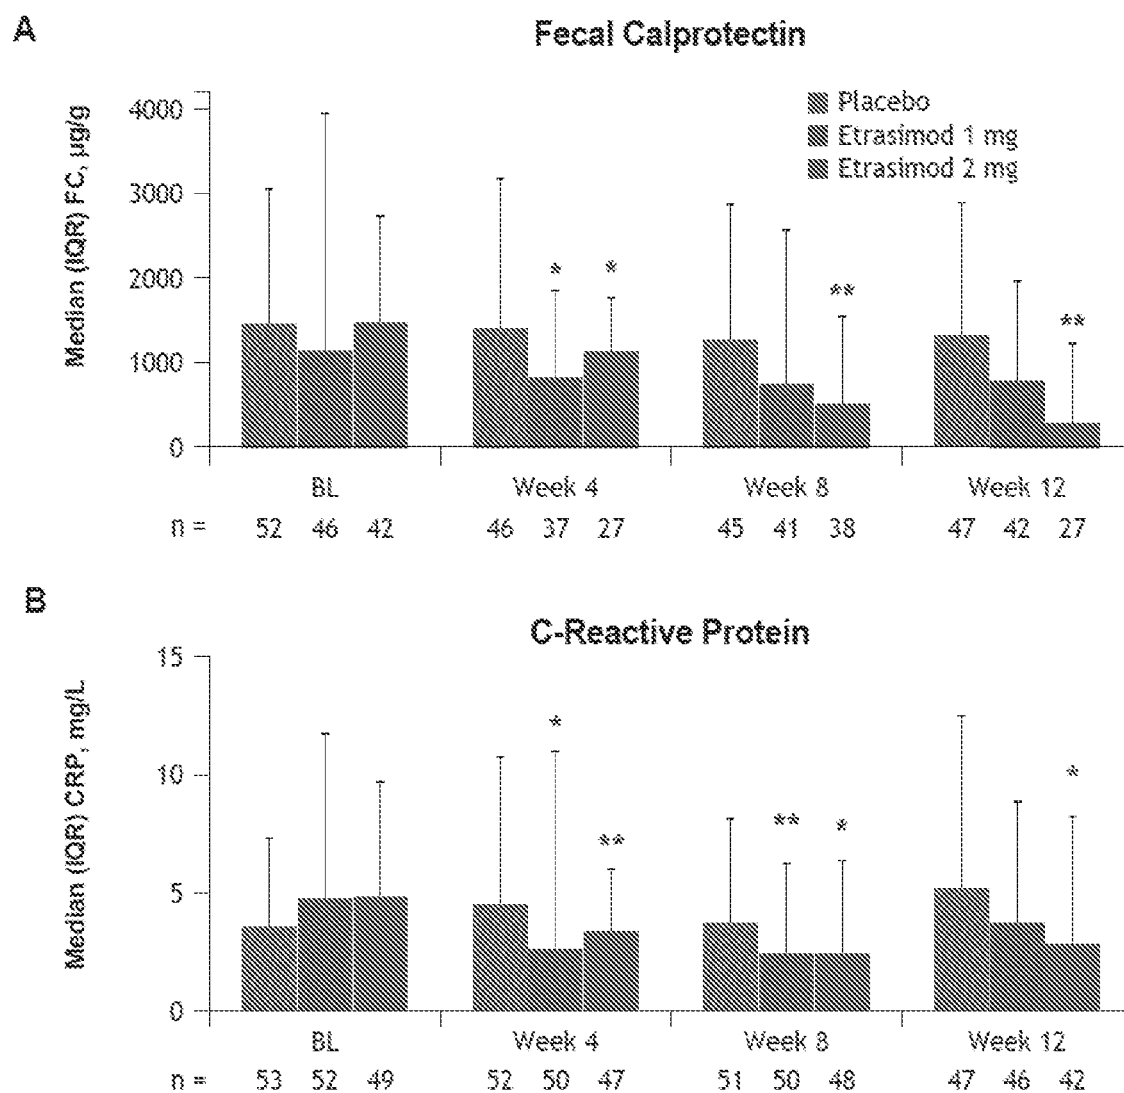 A
Fecal Calprotectin
Median (IQR) FC, µg/g
4000
3000
2000
1000
0
Placebo
Etrasimod 1 mg
Etrasimod 2 mg
* *
**
**
BL Week 4 Week 8 Week 12
n = 52 46 42 46 37 27 45 41 38 47 42 27
B
C-Reactive Protein
Median (IQR) CRP, mg/L
15
10
5
0
*
**
** *
*
BL Week 4 Week 8 Week 12
n = 53 52 49 52 50 47 51 50 48 47 46 42